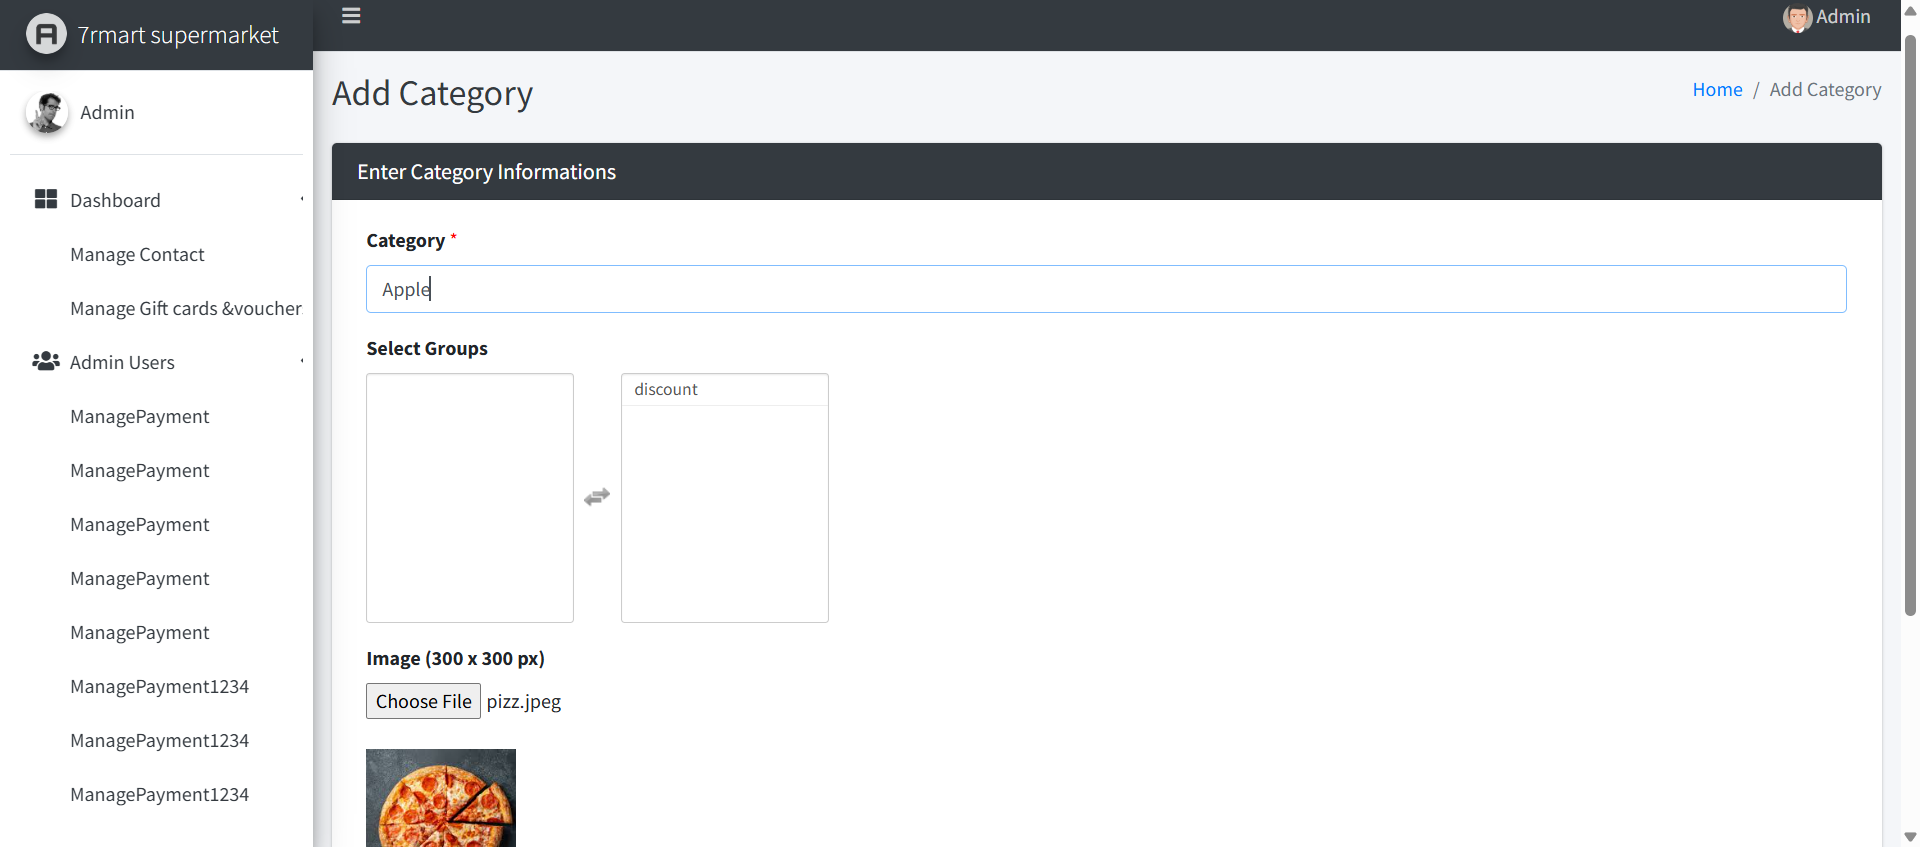 7rmart supermarket
Admin
Admin
Dashboard
Manage Contact
Manage Gift cards &voucher
Admin Users
ManagePayment
ManagePayment
ManagePayment
ManagePayment
ManagePayment
ManagePayment1234
ManagePayment1234
ManagePayment1234
Add Category
Home / Add Category
Enter Category Informations
Category *
Apple
Select Groups
discount
Image (300 x 300 px)
Choose File pizz.jpeg